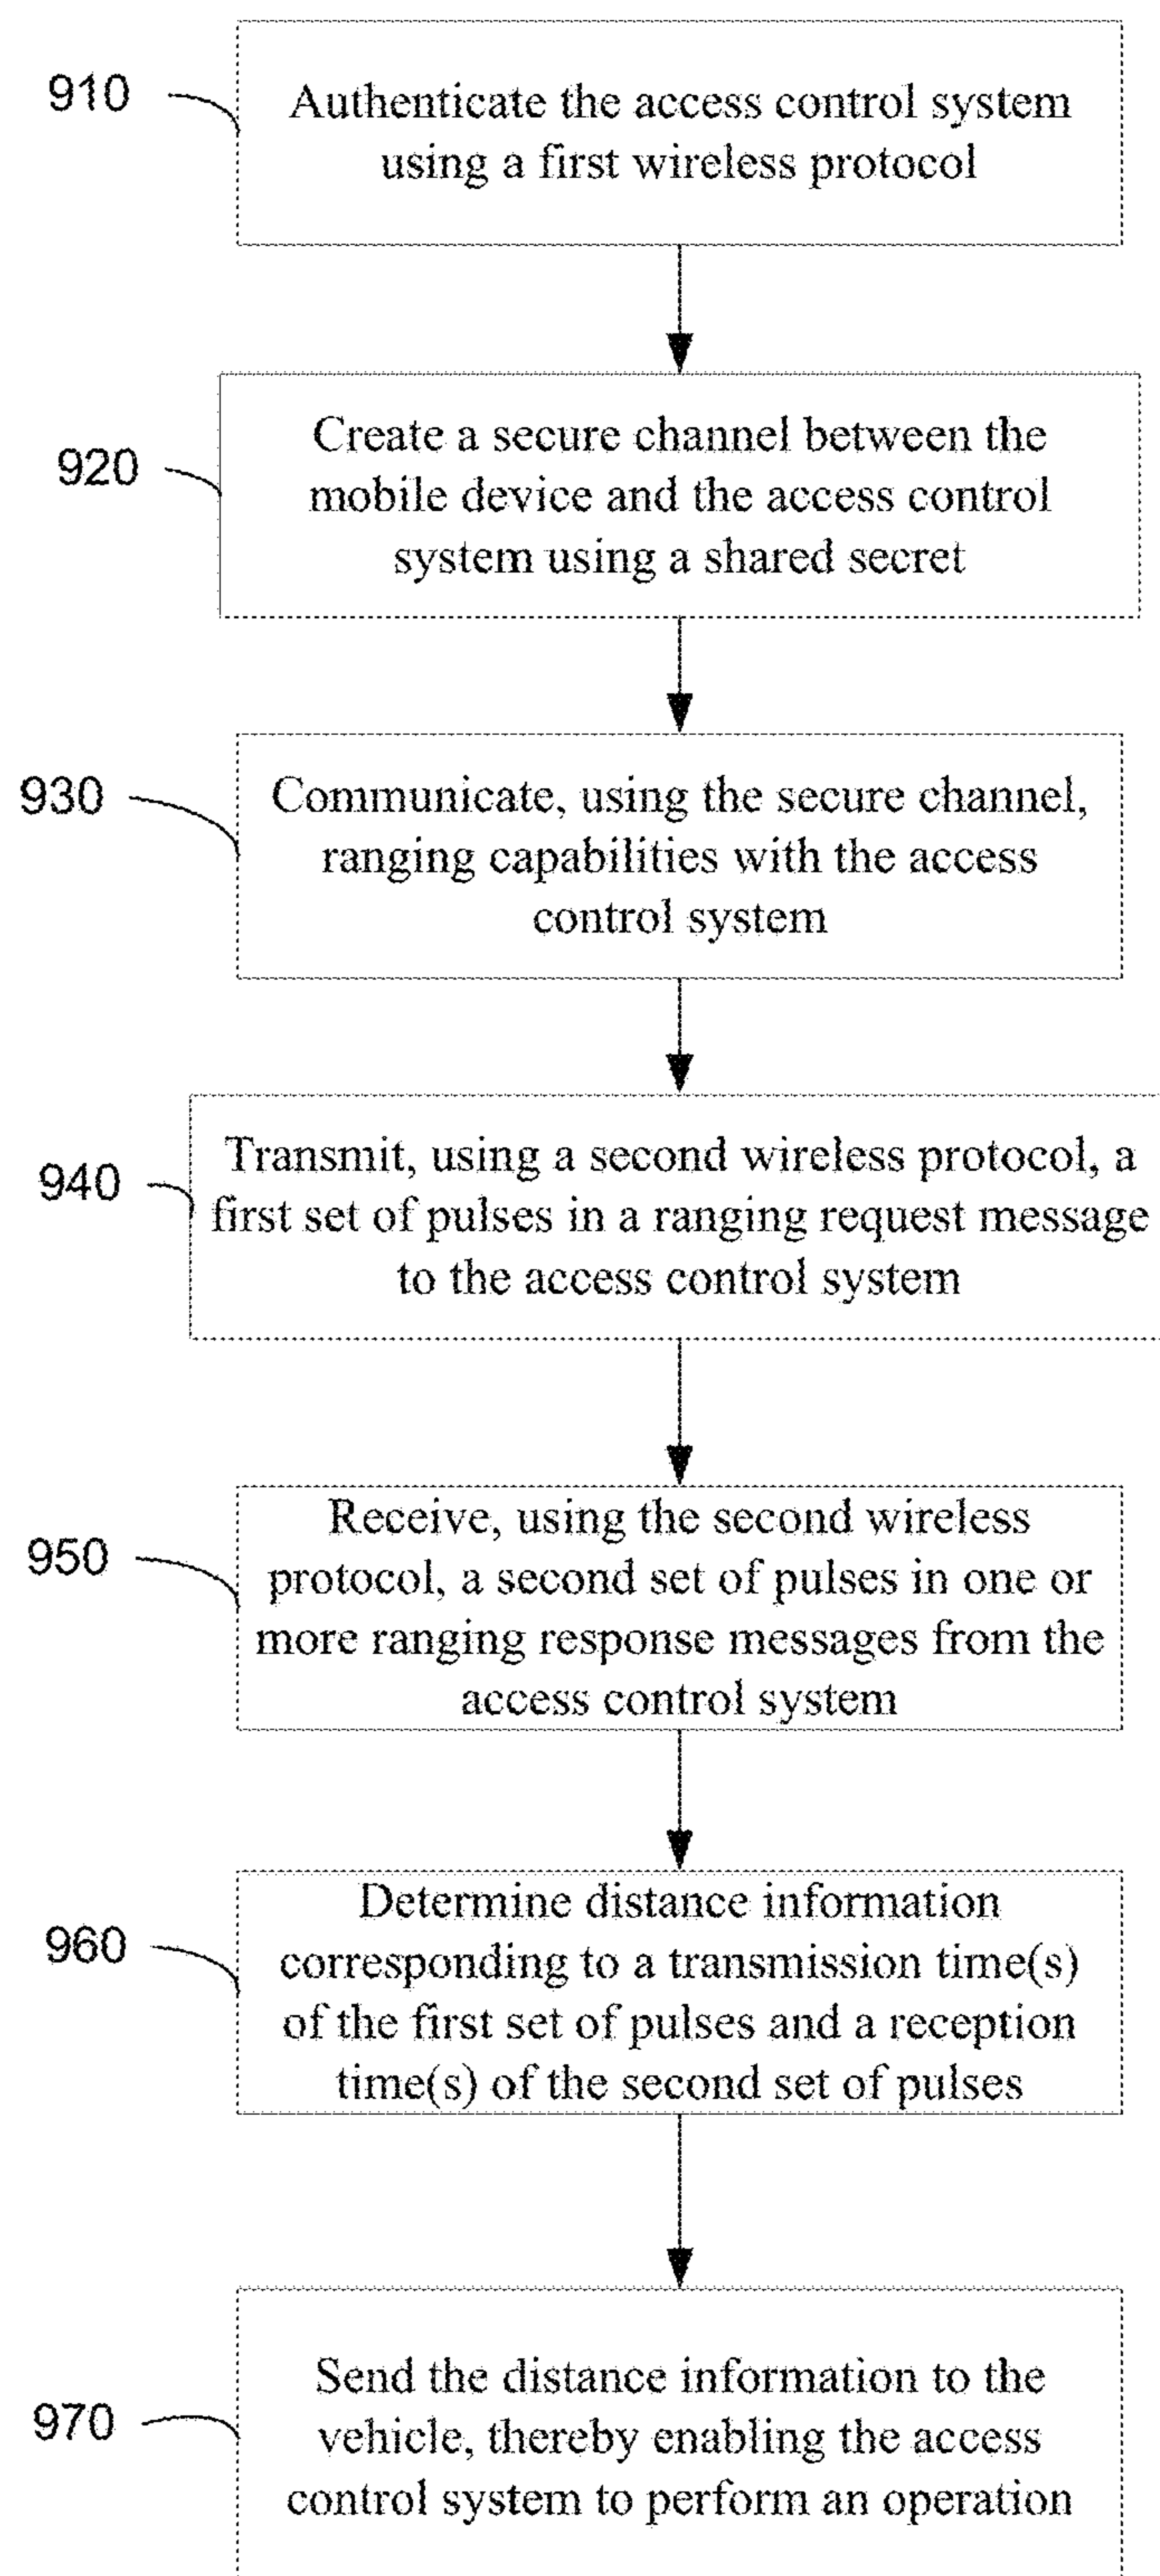 910
Authenticate the access control system
using a first wireless protocol
920
Create a secure channel between the
mobile device and the access control
system using a shared secret
930
Communicate, using the secure channel,
ranging capabilities with the access
control system
940
Transmit, using a second wireless protocol, a
first set of pulses in a ranging request message
to the access control system
950
Receive, using the second wireless
protocol, a second set of pulses in one or
more ranging response messages from the
access control system
960
Determine distance information
corresponding to a transmission time(s)
of the first set of pulses and a reception
time(s) of the second set of pulses
970
Send the distance information to the
vehicle, thereby enabling the access
control system to perform an operation